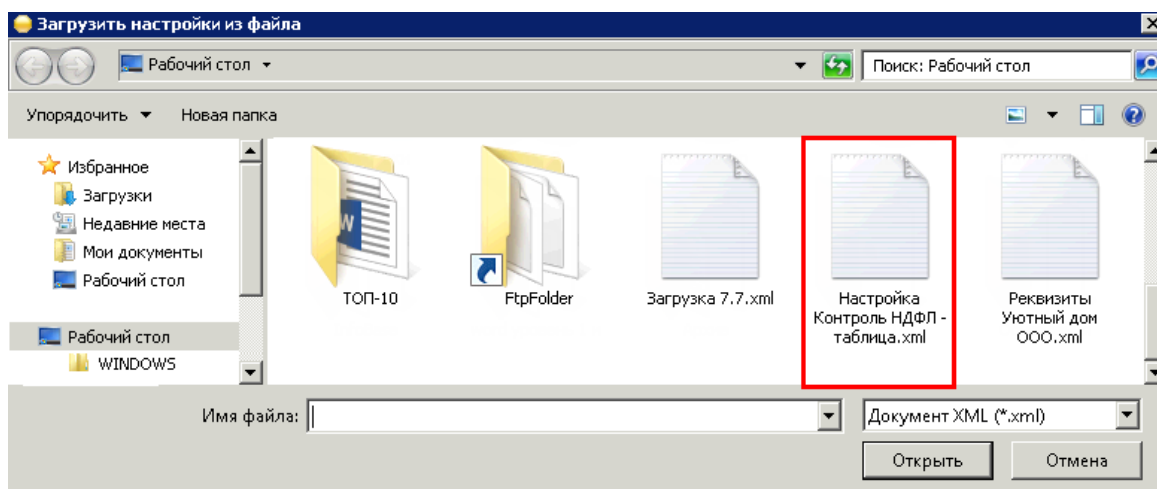 Загрузить настройки из файла
Рабочий стол
Поиск: Рабочий стол
Упорядочить
Новая папка
Избранное
Загрузки
Недавние места
Мои документы
Рабочий стол
Рабочий стол
WINDOWS
W
ТОП-10
FtpFolder
Загрузка 7.7.xml
Настройка
Контроль НДФЛ -
таблица.xml
Реквизиты
Уютный дом
ООО.xml
Имя файла:
Документ XML (*.xml)
Открыть
Отмена